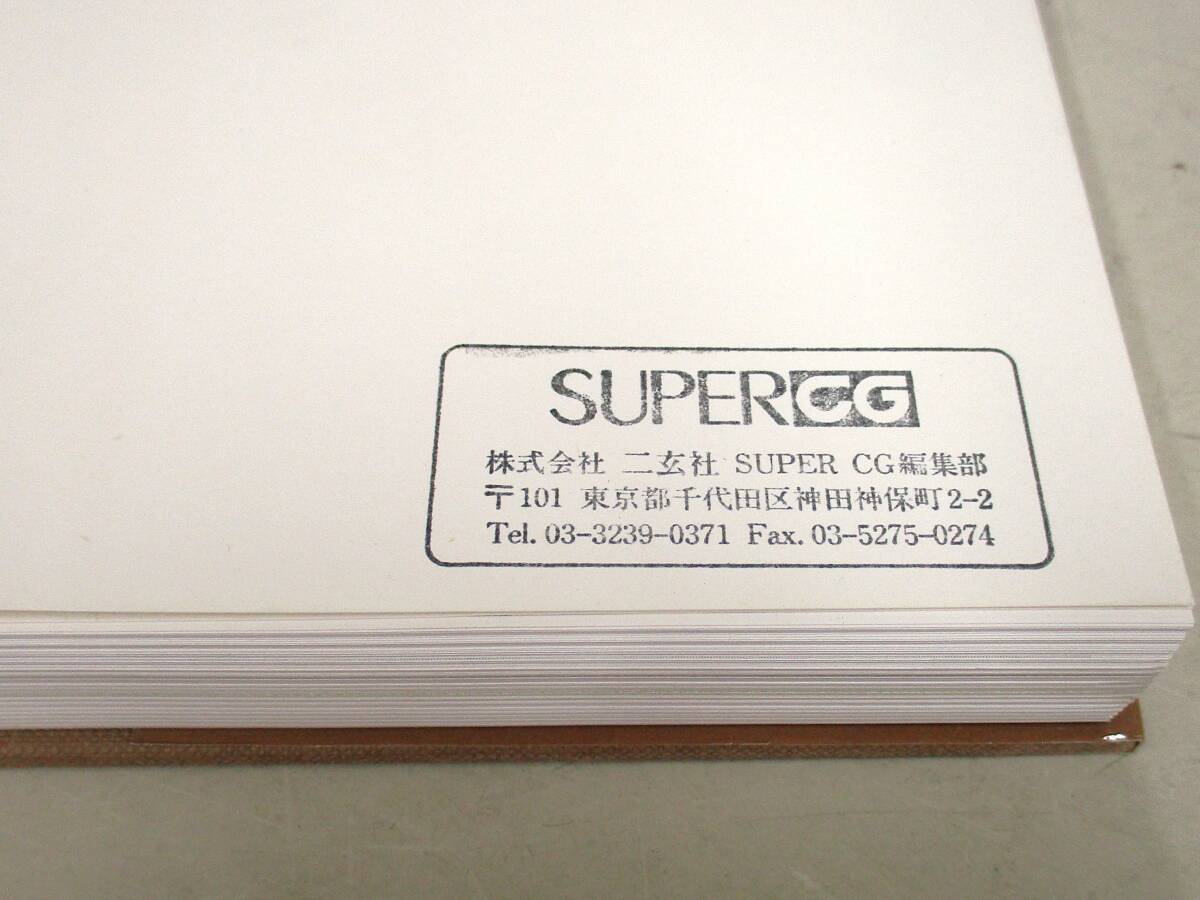 SUPERCG
株式会社 二玄社 SUPER CG編集部
〒101 東京都千代田区神田神保町2-2
Tel. 03-3239-0371 Fax. 03-5275-0274